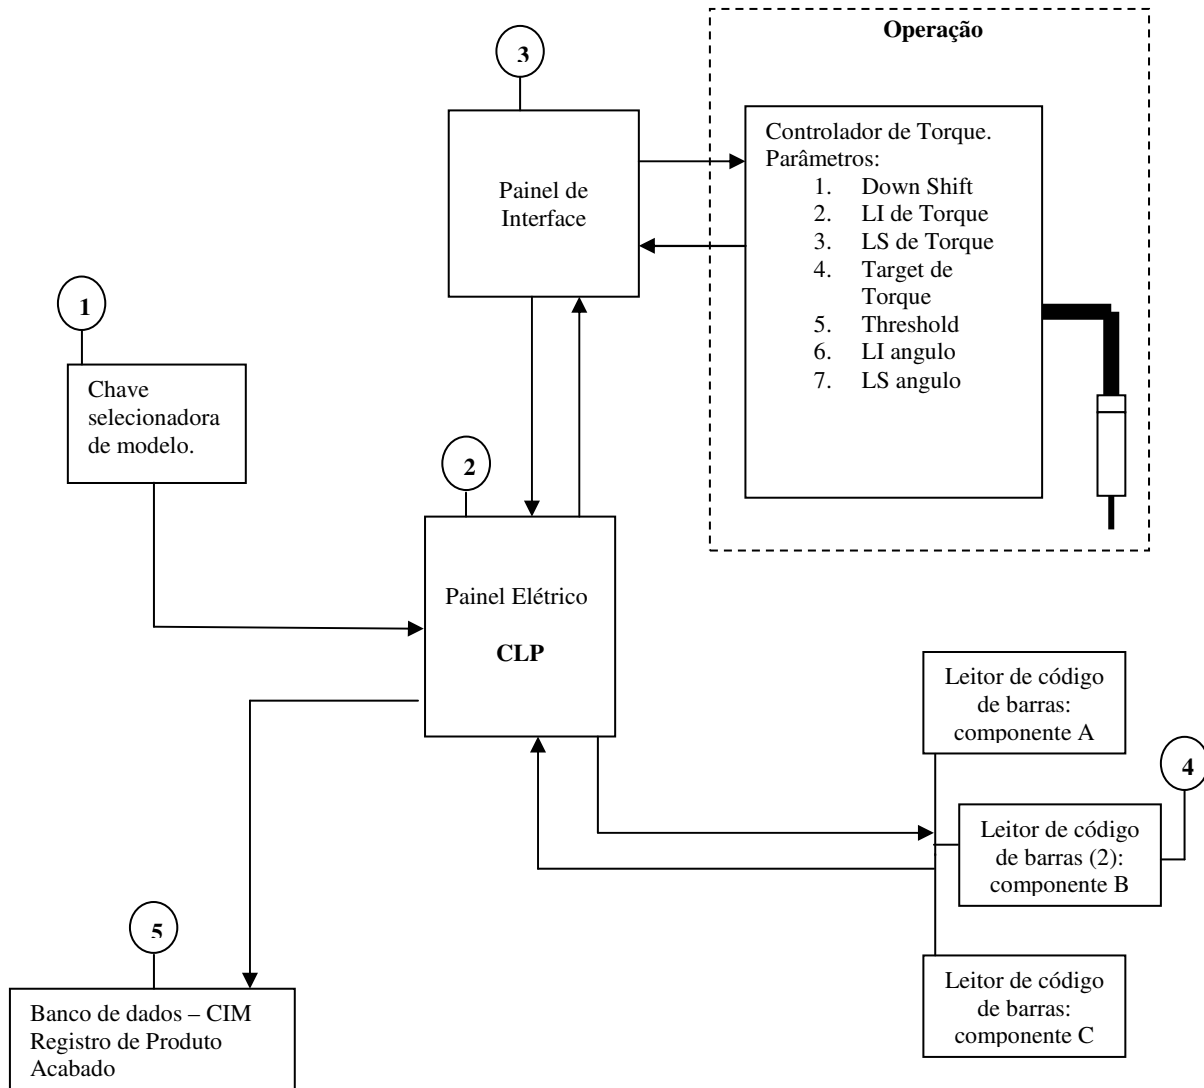 Operação
3
Controlador de Torque.
Parâmetros:
1. Down Shift
2. LI de Torque
3. LS de Torque
4. Target de
Torque
5. Threshold
6. LI angulo
7. LS angulo
Painel de
Interface
1
Chave
selecionadora
de modelo.
2
Painel Elétrico
CLP
Leitor de código
de barras:
componente A
4
Leitor de código
de barras (2):
componente B
5
Leitor de código
de barras:
componente C
Banco de dados – CIM
Registro de Produto
Acabado